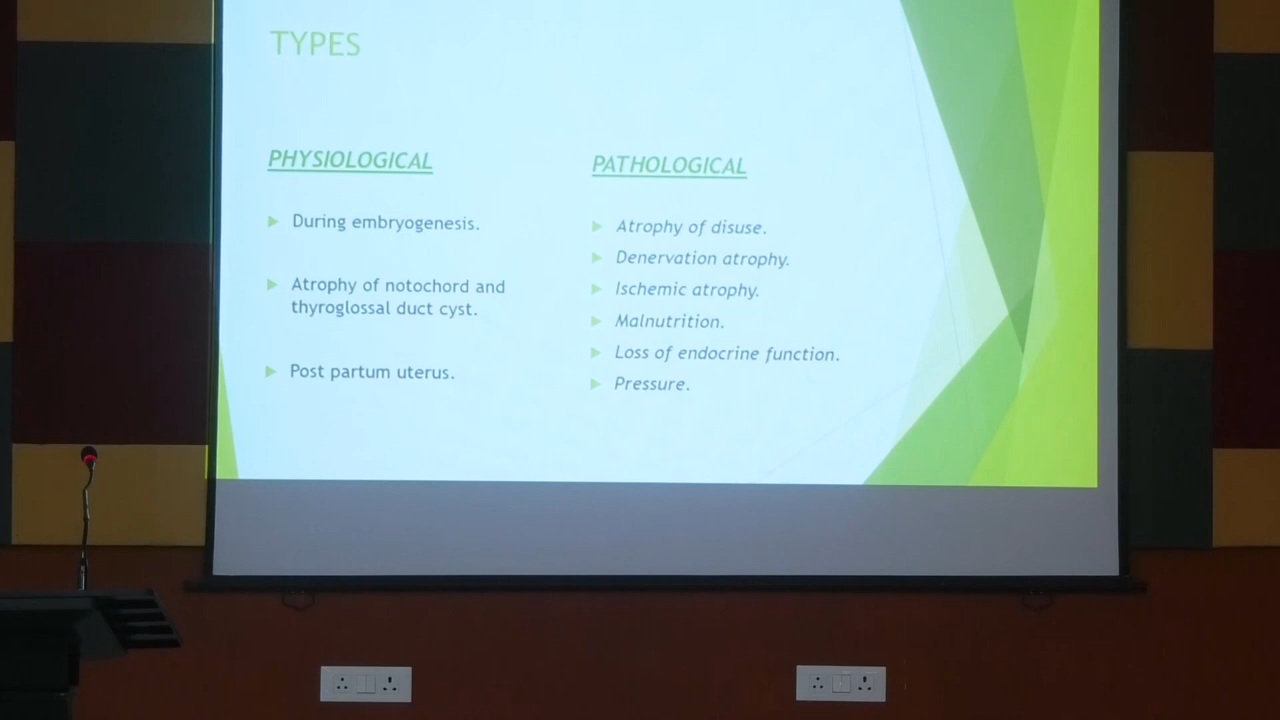 TYPES
PHYSIOLOGICAL
During embryogenesis.
Atrophy of notochord and
thyroglossal duct cyst.
Post partum uterus.
PATHOLOGICAL
Atrophy of disuse.
Denervation atrophy.
Ischemic atrophy.
Malnutrition.
Loss of endocrine function.
Pressure.